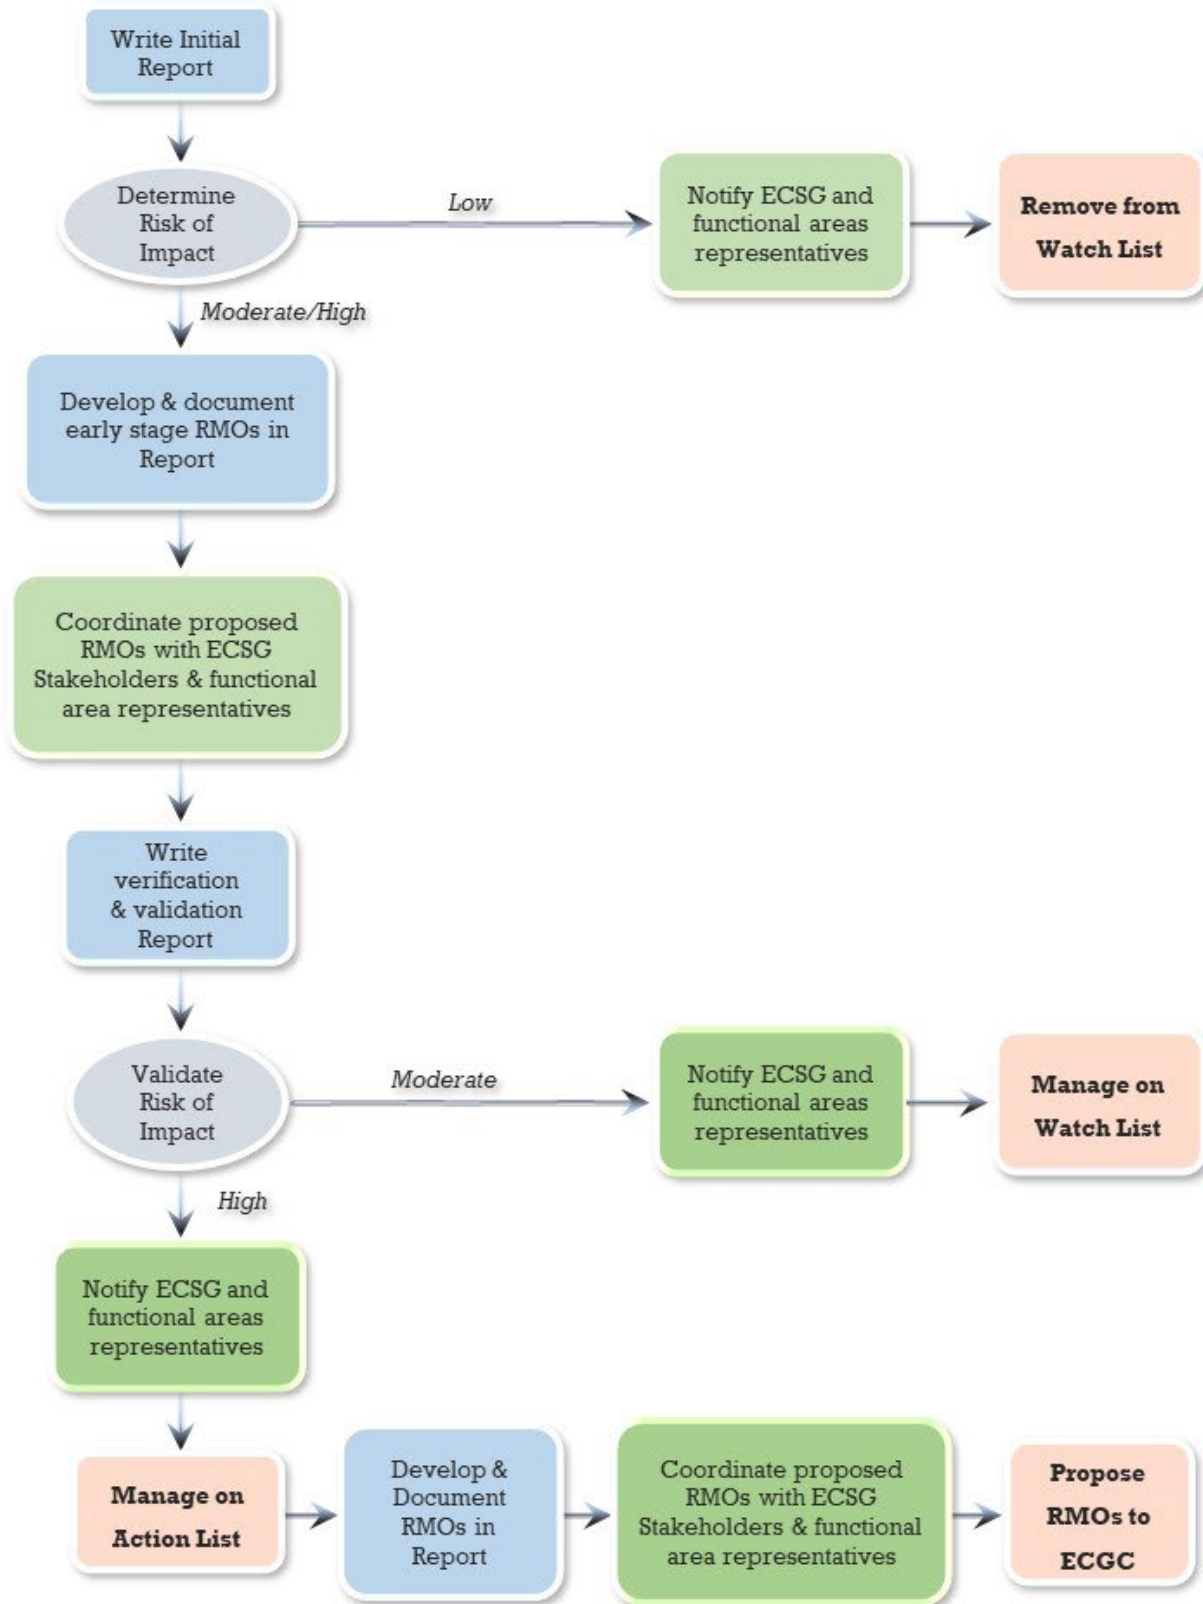 Write Initial
Report
Determine
Risk of
Impact
Low
Notify ECSG and
functional areas
representatives
Remove from
Watch List
Moderate/High
Develop & document
early stage RMOs in
Report
Coordinate proposed
RMOs with ECSG
Stakeholders & functional
area representatives
Write
verification
& validation
Report
Validate
Risk of
Impact
Moderate
Notify ECSG and
functional areas
representatives
Manage on
Watch List
High
Notify ECSG and
functional areas
representatives
Manage on
Action List
Develop &
Document
RMOs in
Report
Coordinate proposed
RMOs with ECSG
Stakeholders & functional
area representatives
Propose
RMOs to
ECGC